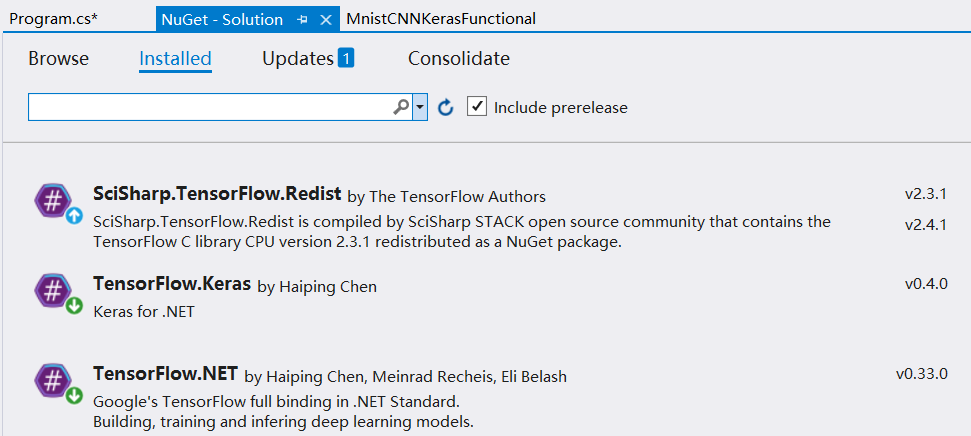 Program.cs* NuGet - Solution MnistCNNKerasFunctional
Browse Installed Updates 1 Consolidate
Include prerelease
SciSharp.TensorFlow.Redist by The TensorFlow Authors v2.3.1
SciSharp.TensorFlow.Redist is compiled by SciSharp STACK open source community that contains the v2.4.1
TensorFlow C library CPU version 2.3.1 redistributed as a NuGet package.
TensorFlow.Keras by Haiping Chen v0.4.0
Keras for .NET
TensorFlow.NET by Haiping Chen, Meinrad Recheis, Eli Belash v0.33.0
Google's TensorFlow full binding in .NET Standard.
Building, training and infering deep learning models.